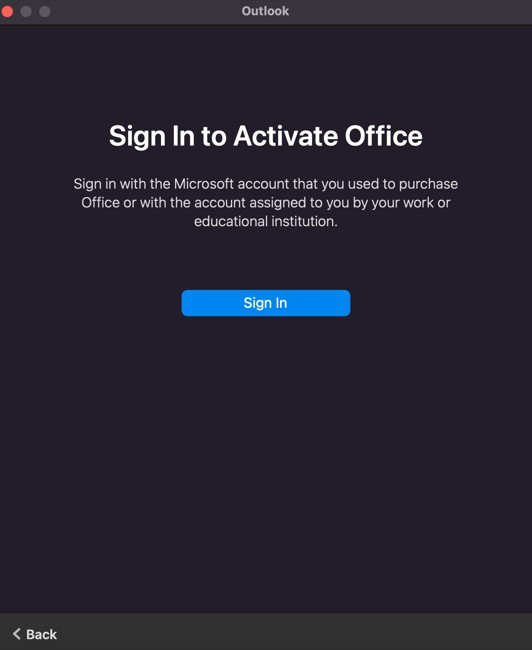 Outlook
Sign In to Activate Office
Sign in with the Microsoft account that you used to purchase
Office or with the account assigned to you by your work or
educational institution.
Sign In
Back